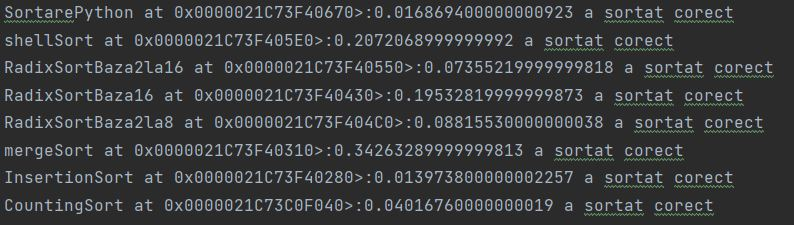 SortarePython at 0x0000021C73F40670>:0.016869400000000923 a sortat corect
shellSort at 0x0000021C73F405E0>:0.2072068999999992 a sortat corect
RadixSortBaza2la16 at 0x0000021C73F40550>:0.07355219999999818 a sortat corect
RadixSortBaza16 at 0x0000021C73F40430>:0.19532819999999873 a sortat corect
RadixSortBaza2la8 at 0x0000021C73F404C0>:0.08815530000000038 a sortat corect
mergeSort at 0x0000021C73F40310>:0.34263289999999813 a sortat corect
InsertionSort at 0x0000021C73F40280>:0.013973800000002257 a sortat corect
CountingSort at 0x0000021C73C0F040>:0.04016760000000019 a sortat corect